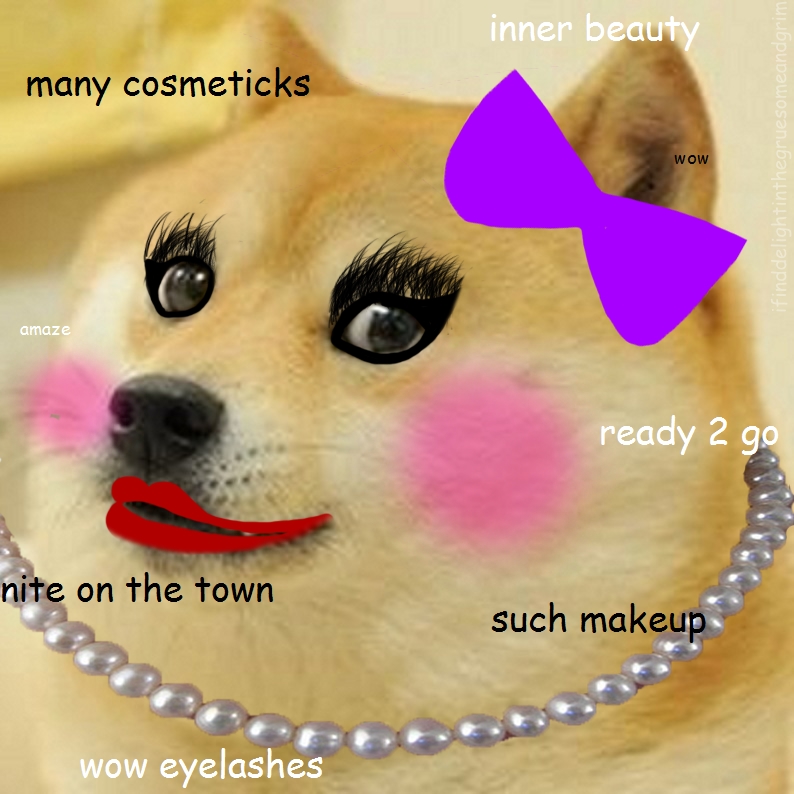 inner beauty
many cosmeticks
wow
amaze
ready 2 go
nite on the town
such makeup
wow eyelashes
ifinddelightinthegruesomeandgrim